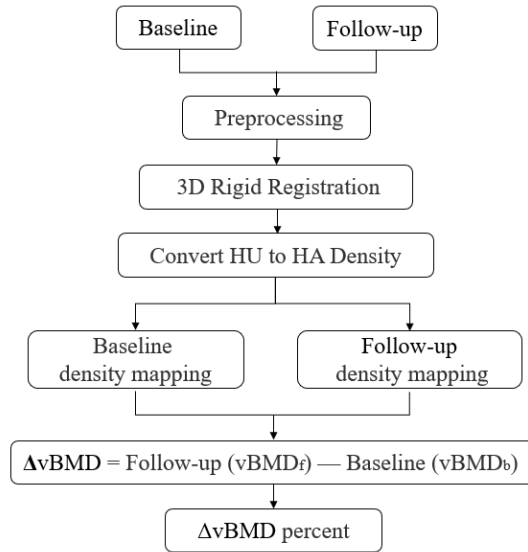 Baseline
Follow-up
Preprocessing
3D Rigid Registration
Convert HU to HA Density
Baseline
density mapping
Follow-up
density mapping
ΔvBMD = Follow-up (vBMDf) — Baseline (vBMDb)
ΔvBMD percent